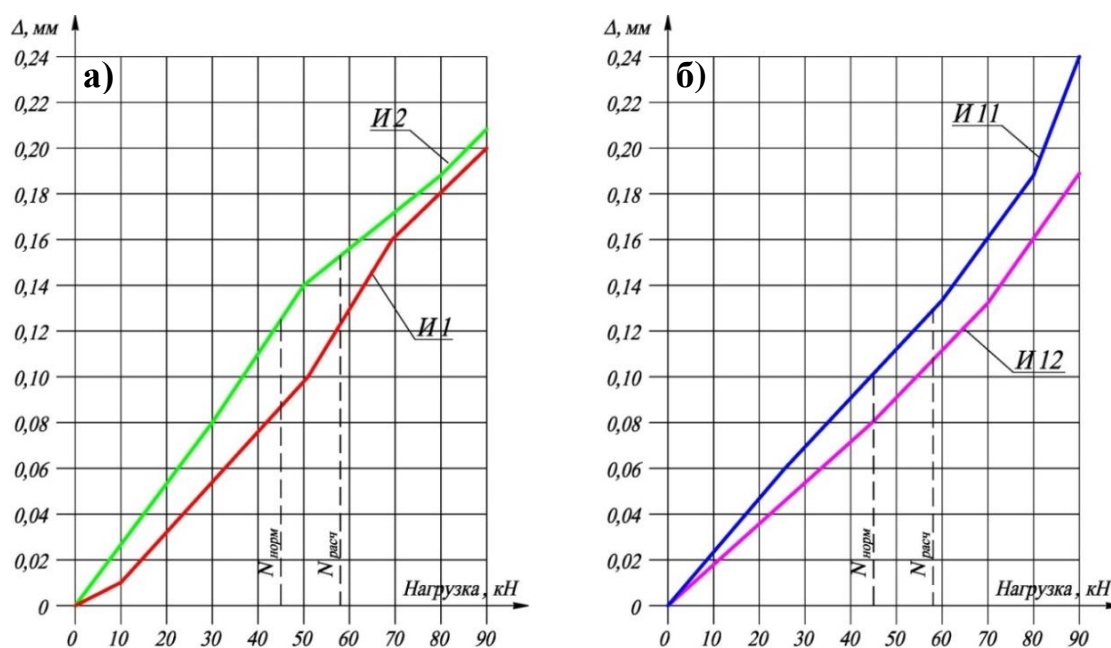 Δ, мм
а)
0,24
0,22
0,20
0,18
0,16
0,14
0,12
0,10
0,08
0,06
0,04
0,02
0
И 2
И 1
N норм
N расч
Нагрузка , кН
0 10 20 30 40 50 60 70 80 90
Δ, мм
б)
0,24
0,22
0,20
0,18
0,16
0,14
0,12
0,10
0,08
0,06
0,04
0,02
0
И 11
И 12
N норм
N расч
Нагрузка , кН
0 10 20 30 40 50 60 70 80 90